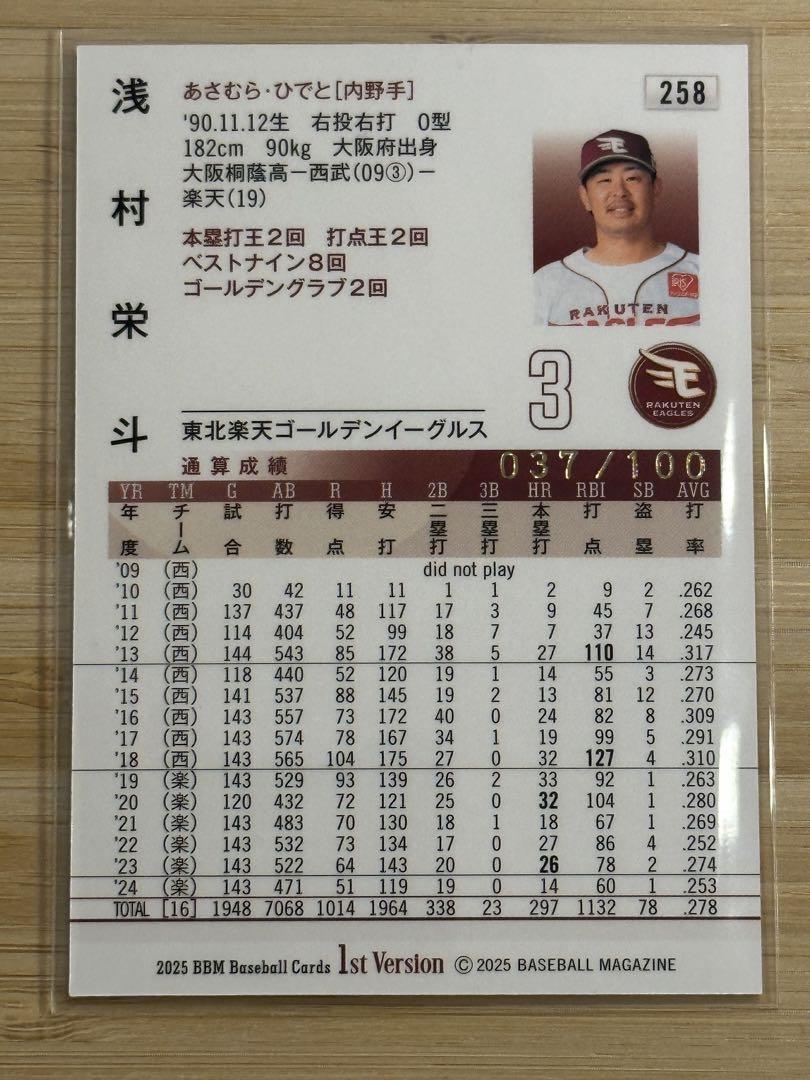 浅村栄斗
あさむら・ひでと[内野手]
'90.11.12生 右投右打 O型
182cm 90kg 大阪府出身
大阪桐蔭高ー西武(09③)ー
楽天(19)
本塁打王2回 打点王2回
ベストナイン8回
ゴールデングラブ2回
258
RAKUTEN
EAGLES
3
E
RAKUTEN
EAGLES
東北楽天ゴールデンイーグルス
通算成績
037/100
YR TM G AB R H 2B 3B HR RBI SB AVG
年度 チーム 試合 打数 得点 安打 二塁打 三塁打 本塁打 打点 盗塁 打率
'09 (西) did not play
'10 (西) 30 42 11 11 1 1 2 9 2 .262
'11 (西) 137 437 48 117 17 3 9 45 7 .268
'12 (西) 114 404 52 99 18 7 7 37 13 .245
'13 (西) 144 543 85 172 38 5 27 110 14 .317
'14 (西) 118 440 52 120 19 1 14 55 3 .273
'15 (西) 141 537 88 145 19 2 13 81 12 .270
'16 (西) 143 557 73 172 40 0 24 82 8 .309
'17 (西) 143 574 78 167 34 1 19 99 5 .291
'18 (西) 143 565 104 175 27 0 32 127 4 .310
'19 (楽) 143 529 93 139 26 2 33 92 1 .263
'20 (楽) 120 432 72 121 25 0 32 104 1 .280
'21 (楽) 143 483 70 130 18 1 18 67 1 .269
'22 (楽) 143 532 73 134 17 0 27 86 4 .252
'23 (楽) 143 522 64 143 20 0 26 78 2 .274
'24 (楽) 143 471 51 119 19 0 14 60 1 .253
TOTAL [16] 1948 7068 1014 1964 338 23 297 1132 78 .278
2025 BBM Baseball Cards 1st Version © 2025 BASEBALL MAGAZINE